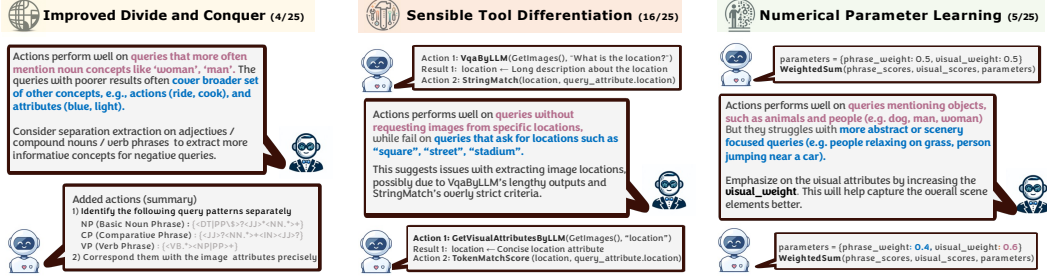 Improved Divide and Conquer (4/25)
Actions perform well on queries that more often
mention noun concepts like 'woman', 'man'. The
queries with poorer results often cover broader set
of other concepts, e.g., actions (ride, cook), and
attributes (blue, light).
Consider separation extraction on adjectives /
compound nouns / verb phrases to extract more
informative concepts for negative queries.
Added actions (summary)
1) Identify the following query patterns separately
NP (Basic Noun Phrase) : {<DT|PP\$>?<JJ>*<NN.*>+}
CP (Comparative Phrase) : {<JJ>?<NN.*>+<IN><JJ>?}
VP (Verb Phrase) : {<VB.*><NP|PP>+}
2) Correspond them with the image attributes precisely
Sensible Tool Differentiation (16/25)
Action 1: VqaByLLM(GetImages(), "What is the location?")
Result 1: location ← Long description about the location
Action 2: StringMatch(location, query_attribute.location)
Actions perform well on queries without
requesting images from specific locations,
while fail on queries that ask for locations such as
"square", "street", "stadium".
This suggests issues with extracting image locations,
possibly due to VqaByLLM's lengthy outputs and
StringMatch's overly strict criteria.
Action 1: GetVisualAttributesByLLM(GetImages(), "location")
Result 1: location ← Concise location attribute
Action 2: TokenMatchScore (location, query_attribute.location)
Numerical Parameter Learning (5/25)
parameters = {phrase_weight: 0.5, visual_weight: 0.5}
WeightedSum(phrase_scores, visual_scores, parameters)
Actions performs well on queries mentioning objects,
such as animals and people (e.g. dog, man, woman)
But they struggles with more abstract or scenery
focused queries (e.g. people relaxing on grass, person
jumping near a car).
Emphasize on the visual attributes by increasing the
visual_weight. This will help capture the overall scene
elements better.
parameters = {phrase_weight: 0.4, visual_weight: 0.6}
WeightedSum(phrase_scores, visual_scores, parameters)